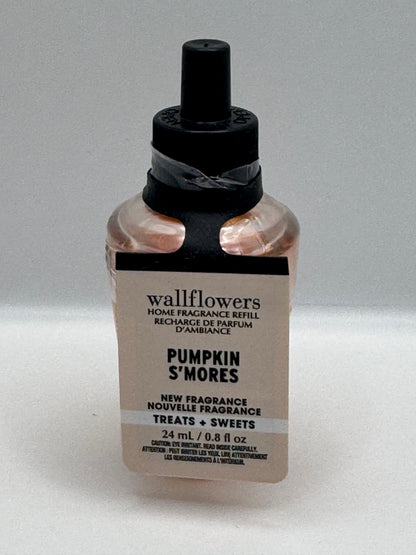 wallflowers
HOME FRAGRANCE REFILL
RECHARGE DE PARFUM
D'AMBIANCE
PUMPKIN
S'MORES
NEW FRAGRANCE
NOUVELLE FRAGRANCE
TREATS + SWEETS
24 mL / 0.8 fl oz
CAUTION: EYE IRRITANT. READ INSIDE CAREFULLY.
ATTENTION : PEUT IRRITER LES YEUX. LIRE ATTENTIVEMENT
LES RENSEIGNEMENTS À L'INTÉRIEUR.